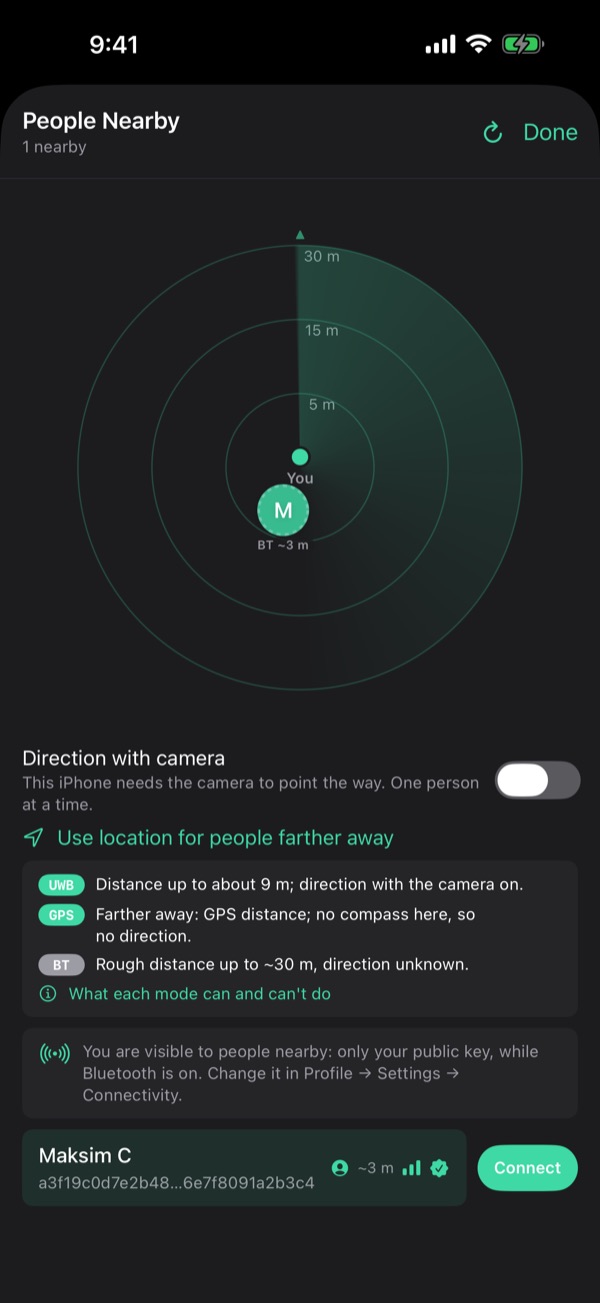 9:41
People Nearby
1 nearby
Done
30 m
15 m
5 m
You
M
BT ~3 m
Direction with camera
This iPhone needs the camera to point the way. One person
at a time.
Use location for people farther away
UWB Distance up to about 9 m; direction with the camera on.
GPS Farther away: GPS distance; no compass here, so
no direction.
BT Rough distance up to ~30 m, direction unknown.
What each mode can and can't do
You are visible to people nearby: only your public key, while
Bluetooth is on. Change it in Profile → Settings →
Connectivity.
Maksim C
a3f19c0d7e2b48...6e7f8091a2b3c4
~3 m
Connect